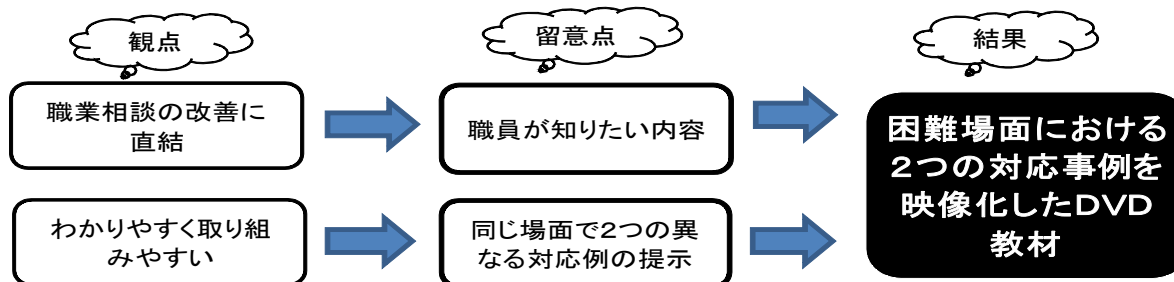 観点
留意点
結果
職業相談の改善に
直結
職員が知りたい内容
困難場面における
２つの対応事例を
映像化したDVD
教材
わかりやすく取り組
みやすい
同じ場面で２つの異
なる対応例の提示